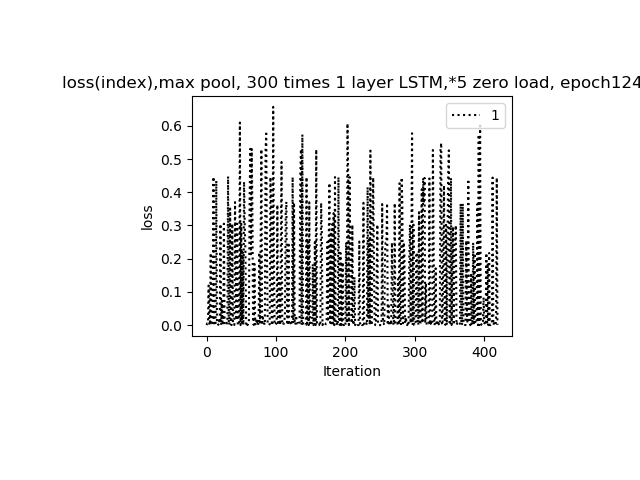 loss(index),max pool, 300 times 1 layer LSTM,*5 zero load, epoch124
1
0.6
0.5
0.4
0.3
0.2
0.1
0.0
loss
0 100 200 300 400
Iteration